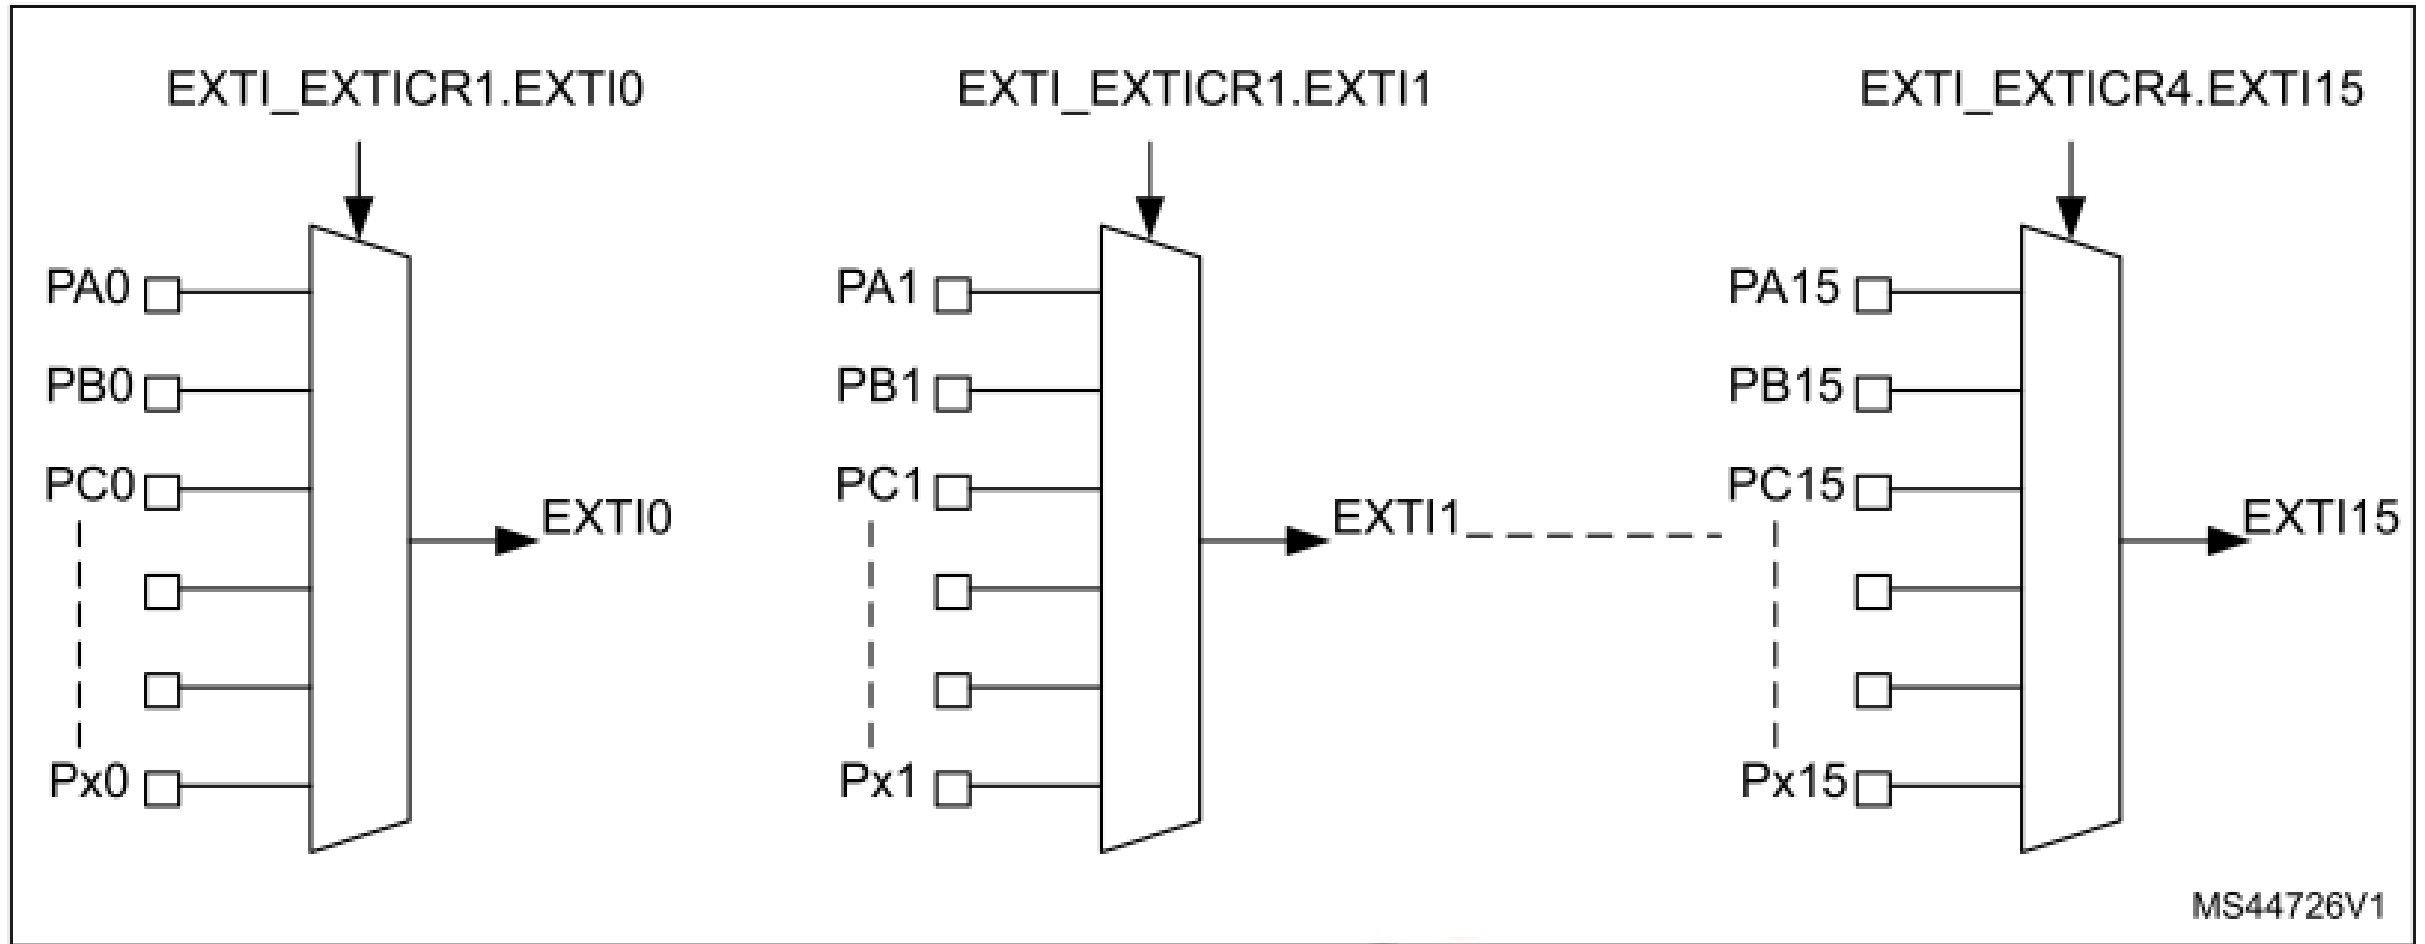 EXTI_EXTICR1.EXTI0
EXTI_EXTICR1.EXTI1
EXTI_EXTICR4.EXTI15
PA0
PB0
PC0
Px0
EXTI0
PA1
PB1
PC1
Px1
EXTI1
PA15
PB15
PC15
Px15
EXTI15
MS44726V1